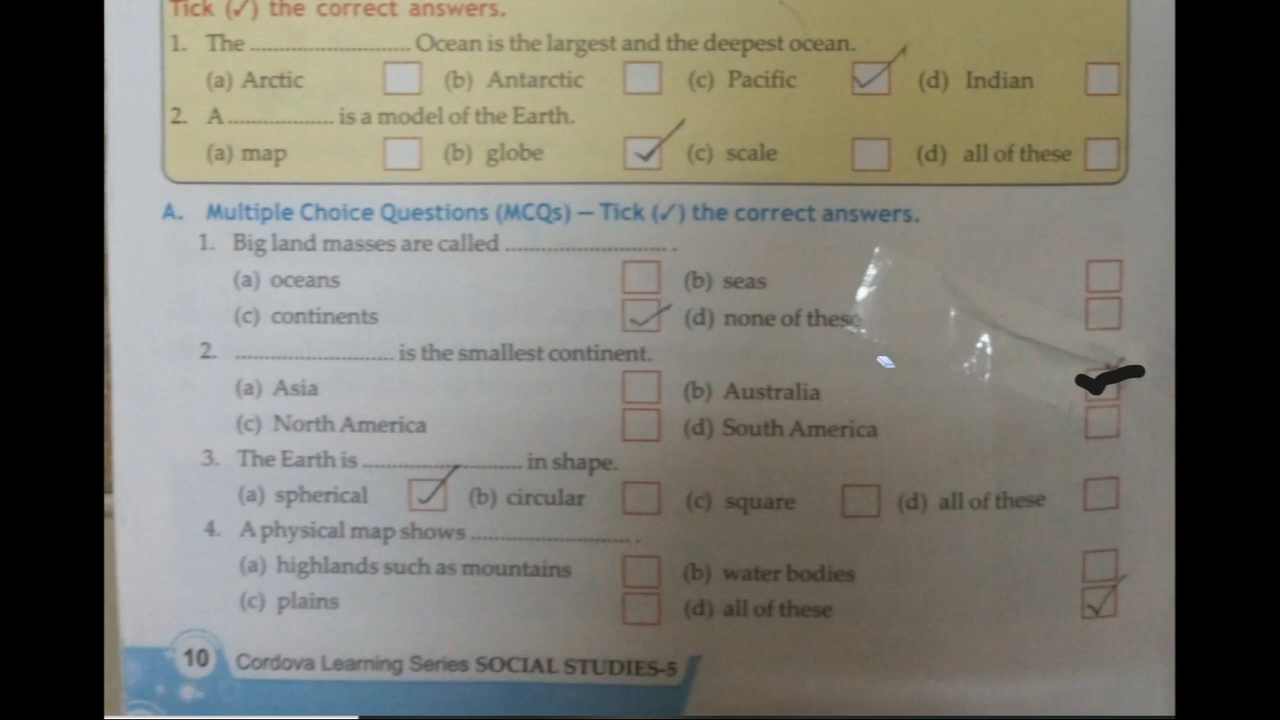 Tick (✓) the correct answers.
1. The .......................... Ocean is the largest and the deepest ocean.
(a) Arctic (b) Antarctic (c) Pacific ✓ (d) Indian
2. A .................. is a model of the Earth.
(a) map (b) globe ✓ (c) scale (d) all of these
A. Multiple Choice Questions (MCQs) – Tick (✓) the correct answers.
1. Big land masses are called .......................... .
(a) oceans (b) seas
(c) continents ✓ (d) none of these
2. .......................... is the smallest continent.
(a) Asia (b) Australia ✓
(c) North America (d) South America
3. The Earth is .......................... in shape.
(a) spherical ✓ (b) circular (c) square (d) all of these
4. A physical map shows .......................... .
(a) highlands such as mountains (b) water bodies
(c) plains (d) all of these ✓
10 Cordova Learning Series SOCIAL STUDIES-5